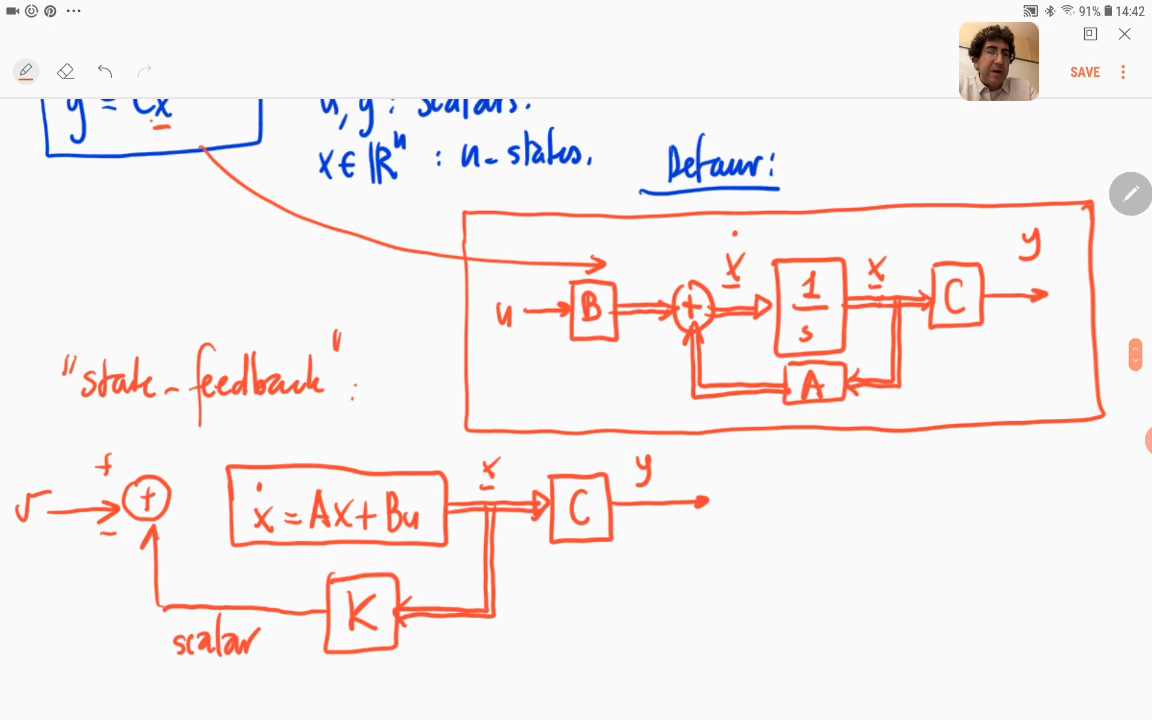 91% 14:42
SAVE
y = Cx
u, y : scalars.
x ∈ ℝⁿ : n-states.
Detour:
ẋ x y
u B + 1/s C
A
"state-feedback" :
x y
+
r + ẋ = Ax + Bu C
-
K
scalar